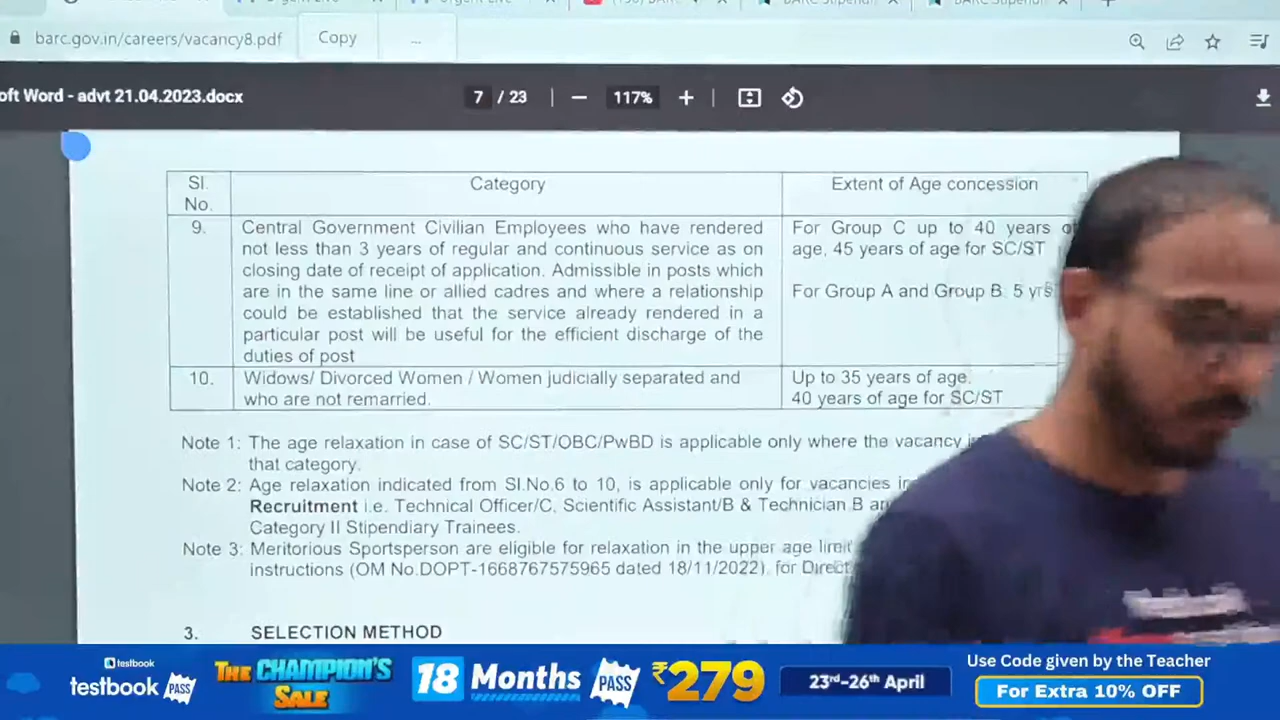 barc.gov.in/careers/vacancy8.pdf
Copy
...
oft Word - advt 21.04.2023.docx
7 / 23
117%
Sl. No.
Category
Extent of Age concession
9.
Central Government Civilian Employees who have rendered
not less than 3 years of regular and continuous service as on
closing date of receipt of application. Admissible in posts which
are in the same line or allied cadres and where a relationship
could be established that the service already rendered in a
particular post will be useful for the efficient discharge of the
duties of post
For Group C up to 40 years
age, 45 years of age for SC/ST
For Group A and Group B: 5 yrs
10.
Widows/ Divorced Women / Women judicially separated and
who are not remarried.
Up to 35 years of age.
40 years of age for SC/ST
Note 1: The age relaxation in case of SC/ST/OBC/PwBD is applicable only where the vacancy
that category.
Note 2: Age relaxation indicated from Sl.No.6 to 10, is applicable only for vacancies
Recruitment i.e. Technical Officer/C, Scientific Assistant/B & Technician B
Category II Stipendiary Trainees.
Note 3: Meritorious Sportsperson are eligible for relaxation in the upper age limit
instructions (OM No.DOPT-1668767575965 dated 18/11/2022), for Direct
3. SELECTION METHOD
testbook
testbook PASS
THE CHAMPION'S
SALE
18 Months PASS ₹279
23rd-26th April
Use Code given by the Teacher
For Extra 10% OFF